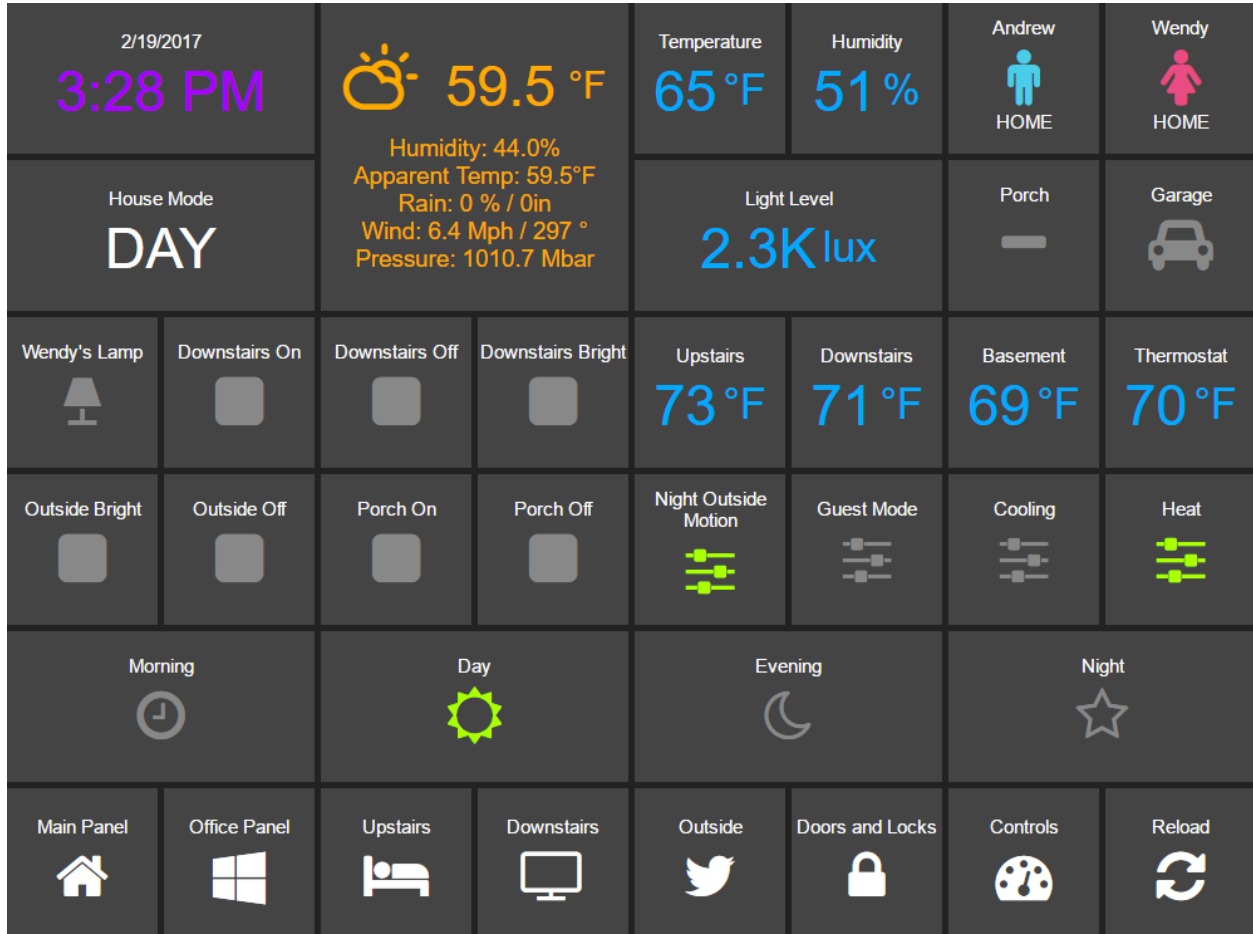 2/19/2017
3:28 PM
59.5 °F
Humidity: 44.0%
Apparent Temp: 59.5°F
Rain: 0 % / 0in
Wind: 6.4 Mph / 297 °
Pressure: 1010.7 Mbar
Temperature
65 °F
Humidity
51 %
Andrew
HOME
Wendy
HOME
House Mode
DAY
Light Level
2.3K lux
Porch
Garage
Wendy's Lamp
Downstairs On
Downstairs Off
Downstairs Bright
Upstairs
73 °F
Downstairs
71 °F
Basement
69 °F
Thermostat
70 °F
Outside Bright
Outside Off
Porch On
Porch Off
Night Outside
Motion
Guest Mode
Cooling
Heat
Morning
Day
Evening
Night
Main Panel
Office Panel
Upstairs
Downstairs
Outside
Doors and Locks
Controls
Reload